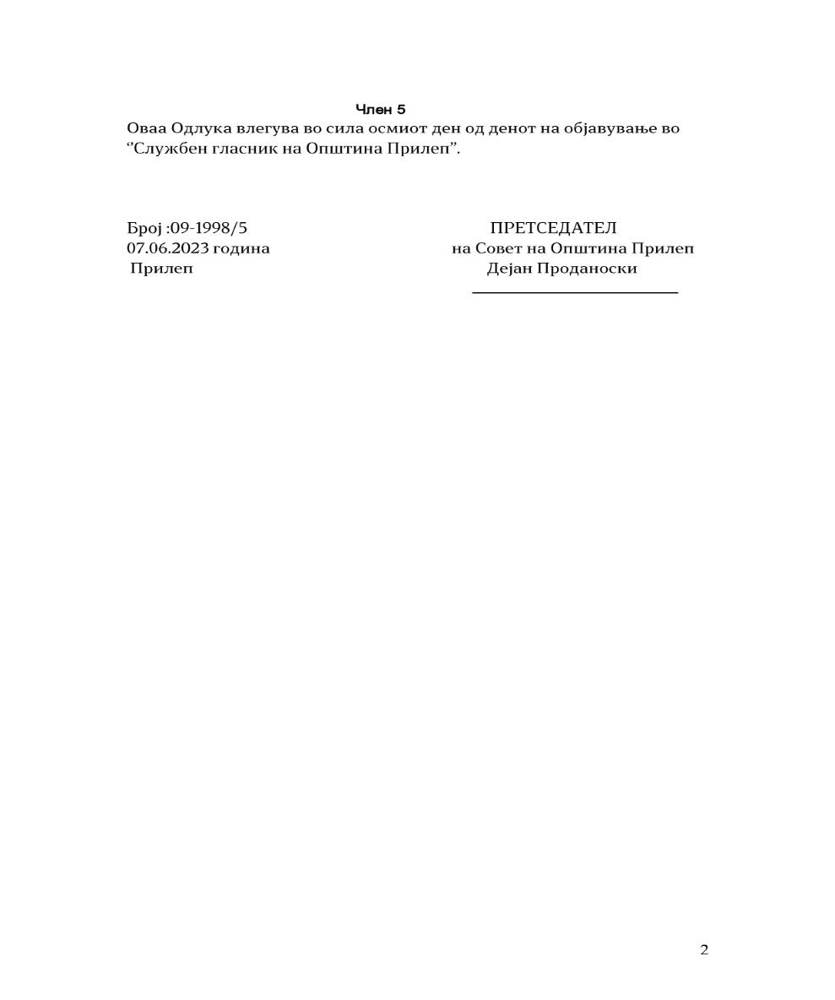 Член 5
Оваа Одлука влегува во сила осмиот ден од денот на објавување во
‘’Службен гласник на Општина Прилеп’’.
Број :09-1998/5 ПРЕТСЕДАТЕЛ
07.06.2023 година на Совет на Општина Прилеп
Прилеп Дејан Проданоски
2